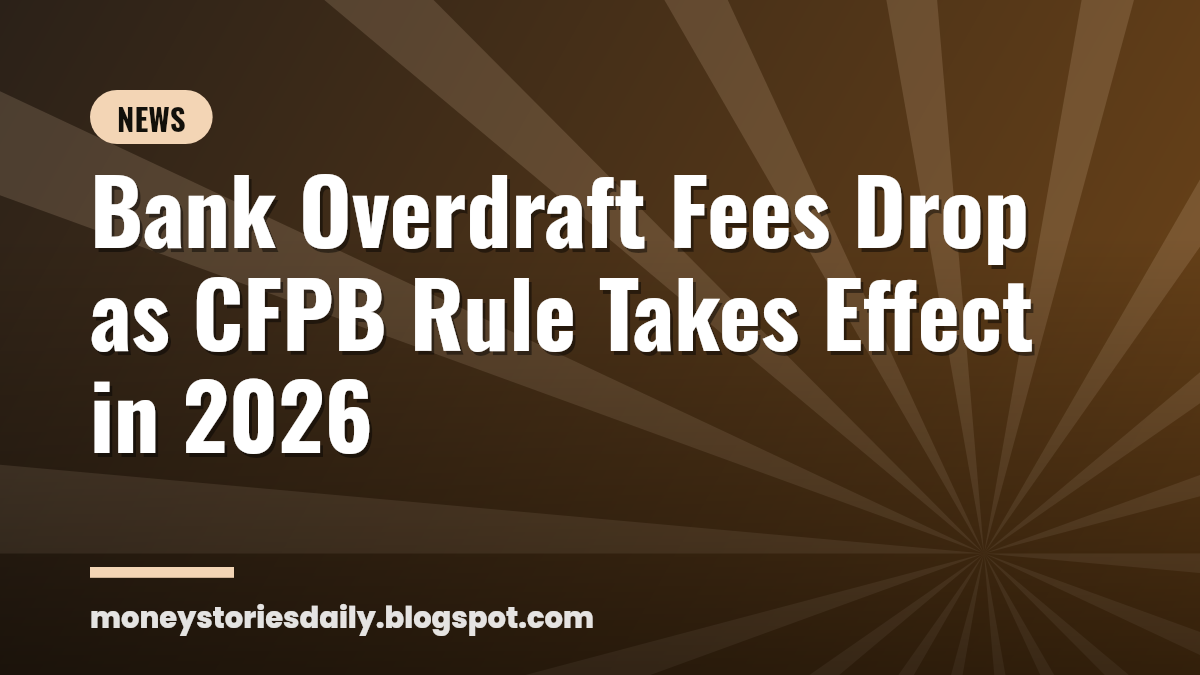 NEWS
Bank Overdraft Fees Drop
as CFPB Rule Takes Effect
in 2026
moneystoriesdaily.blogspot.com